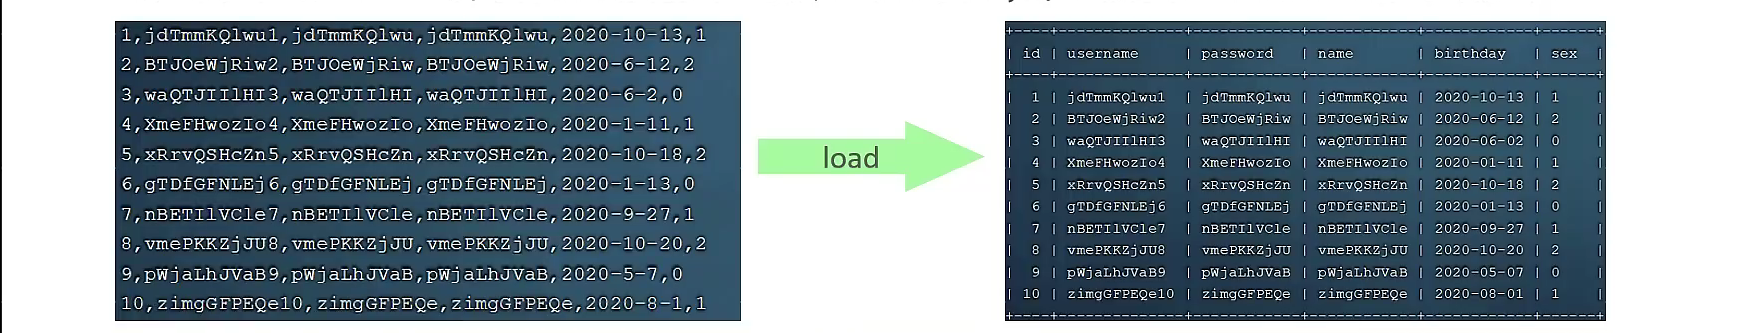 1,jdTmmKQlwu1,jdTmmKQlwu,jdTmmKQlwu,2020-10-13,1
2,BTJOeWjRiw2,BTJOeWjRiw,BTJOeWjRiw,2020-6-12,2
3,waQTJIIlHI3,waQTJIIlHI,waQTJIIlHI,2020-6-2,0
4,XmeFHwozIo4,XmeFHwozIo,XmeFHwozIo,2020-1-11,1
5,xRrvQSHcZn5,xRrvQSHcZn,xRrvQSHcZn,2020-10-18,2
6,gTDfGFNLEj6,gTDfGFNLEj,gTDfGFNLEj,2020-1-13,0
7,nBETIlVCle7,nBETIlVCle,nBETIlVCle,2020-9-27,1
8,vmePKKZjJU8,vmePKKZjJU,vmePKKZjJU,2020-10-20,2
9,pWjaLhJVaB9,pWjaLhJVaB,pWjaLhJVaB,2020-5-7,0
10,zimgGFPEQe10,zimgGFPEQe,zimgGFPEQe,2020-8-1,1
load
| id | username | password | name | birthday | sex |
| 1 | jdTmmKQlwu1 | jdTmmKQlwu | jdTmmKQlwu | 2020-10-13 | 1 |
| 2 | BTJOeWjRiw2 | BTJOeWjRiw | BTJOeWjRiw | 2020-06-12 | 2 |
| 3 | waQTJIIlHI3 | waQTJIIlHI | waQTJIIlHI | 2020-06-02 | 0 |
| 4 | XmeFHwozIo4 | XmeFHwozIo | XmeFHwozIo | 2020-01-11 | 1 |
| 5 | xRrvQSHcZn5 | xRrvQSHcZn | xRrvQSHcZn | 2020-10-18 | 2 |
| 6 | gTDfGFNLEj6 | gTDfGFNLEj | gTDfGFNLEj | 2020-01-13 | 0 |
| 7 | nBETIlVCle7 | nBETIlVCle | nBETIlVCle | 2020-09-27 | 1 |
| 8 | vmePKKZjJU8 | vmePKKZjJU | vmePKKZjJU | 2020-10-20 | 2 |
| 9 | pWjaLhJVaB9 | pWjaLhJVaB | pWjaLhJVaB | 2020-05-07 | 0 |
| 10 | zimgGFPEQe10 | zimgGFPEQe | zimgGFPEQe | 2020-08-01 | 1 |